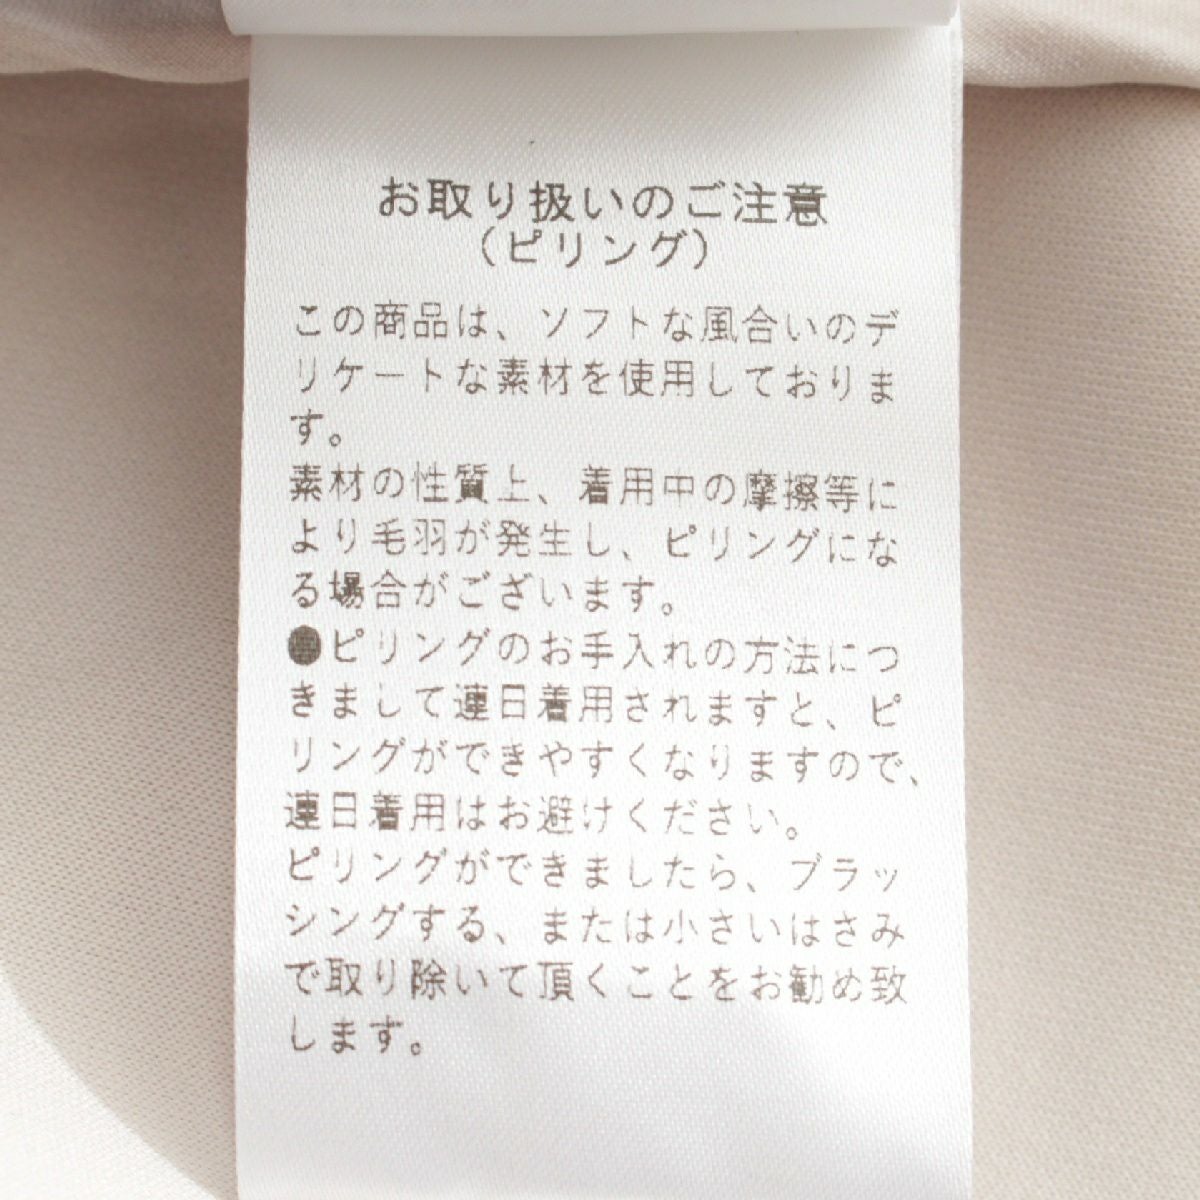 お取り扱いのご注意
(ピリング)
この商品は、ソフトな風合いのデ
リケートな素材を使用しておりま
す。
素材の性質上、着用中の摩擦等に
より毛羽が発生し、ピリングにな
る場合がございます。
●ピリングのお手入れの方法につ
きまして連日着用されますと、ピ
リングができやすくなりますので、
連日着用はお避けください。
ピリングができましたら、ブラッ
シングする、または小さいはさみ
で取り除いて頂くことをお勧め致
します。